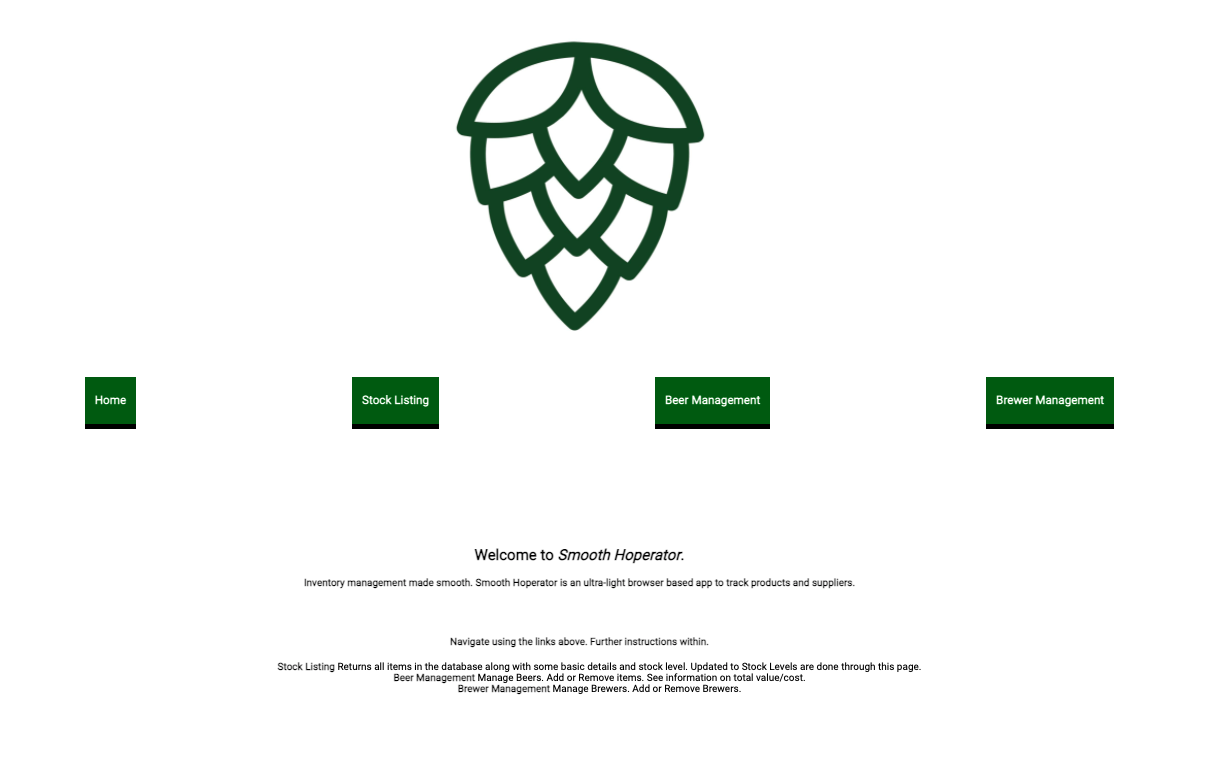 Home
Stock Listing
Beer Management
Brewer Management
Welcome to Smooth Hoperator.
Inventory management made smooth. Smooth Hoperator is an ultra-light browser based app to track products and suppliers.
Navigate using the links above. Further instructions within.
Stock Listing Returns all items in the database along with some basic details and stock level. Updated to Stock Levels are done through this page.
Beer Management Manage Beers. Add or Remove items. See information on total value/cost.
Brewer Management Manage Brewers. Add or Remove Brewers.